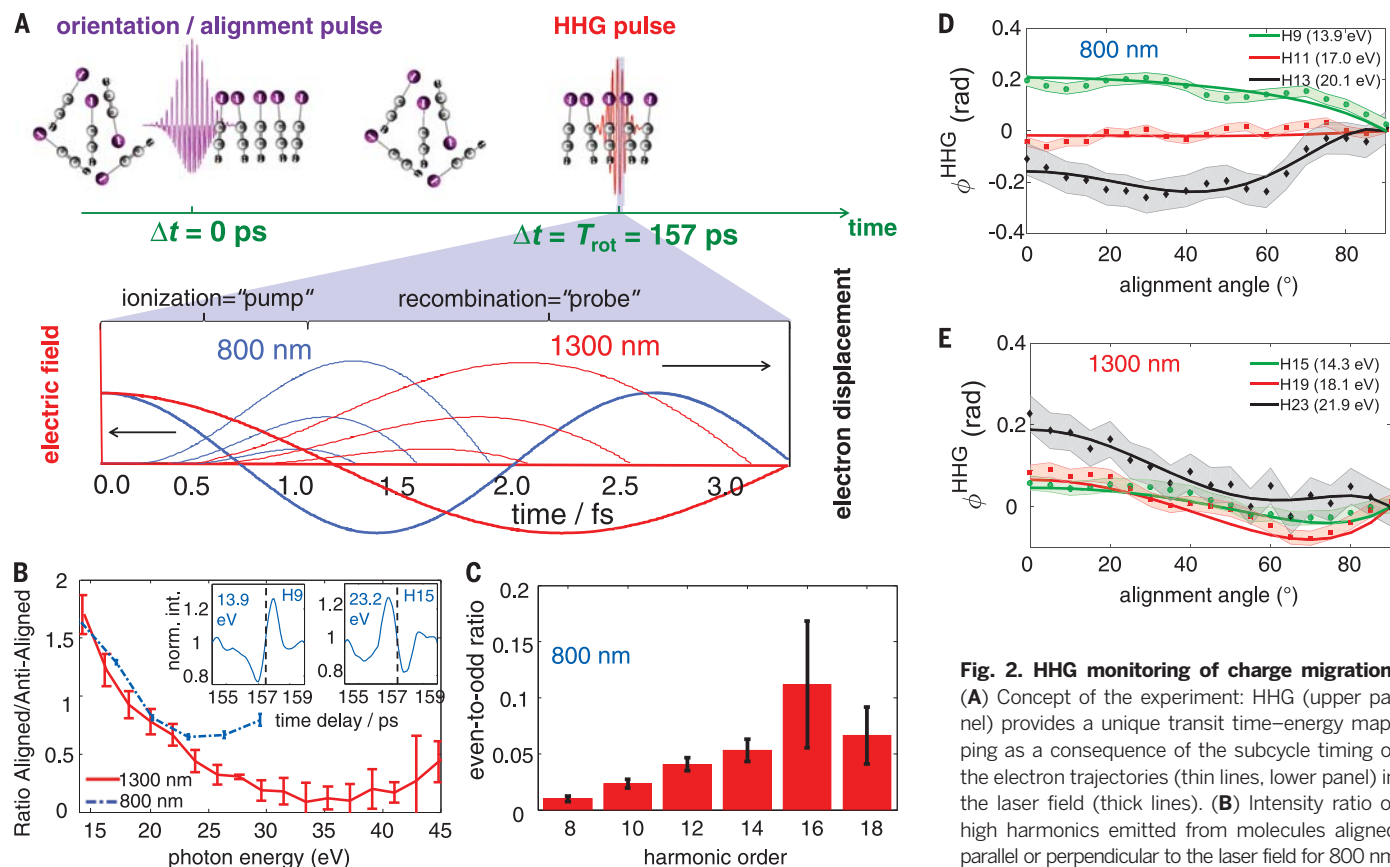 A
orientation / alignment pulse
HHG pulse
Δt = 0 ps
Δt = Trot = 157 ps
time
ionization="pump"
recombination="probe"
electric field
800 nm
1300 nm
electron displacement
0.0 0.5 1.0 1.5 2.0 2.5 3.0
time / fs
B
Ratio Aligned/Anti-Aligned
2
1.5
1
0.5
0
15 20 25 30 35 40 45
photon energy (eV)
1300 nm
800 nm
norm. int.
1.2
1
0.8
13.9 eV
H9
155 157 159
1.2
1
0.8
23.2 eV
H15
155 157 159
time delay / ps
C
even-to-odd ratio
0.2
0.15
0.1
0.05
0
800 nm
8 10 12 14 16 18
harmonic order
D
800 nm
H9 (13.9 eV)
H11 (17.0 eV)
H13 (20.1 eV)
ϕHHG (rad)
0.4
0.2
0
-0.2
-0.4
0 20 40 60 80
alignment angle (°)
E
1300 nm
H15 (14.3 eV)
H19 (18.1 eV)
H23 (21.9 eV)
ϕHHG (rad)
0.4
0.2
0
0 20 40 60 80
alignment angle (°)
Fig. 2. HHG monitoring of charge migration
(A) Concept of the experiment: HHG (upper pan
nel) provides a unique transit time–energy map-
ping as a consequence of the subcycle timing o
the electron trajectories (thin lines, lower panel) in
the laser field (thick lines). (B) Intensity ratio o
high harmonics emitted from molecules aligned
parallel or perpendicular to the laser field for 800 nm